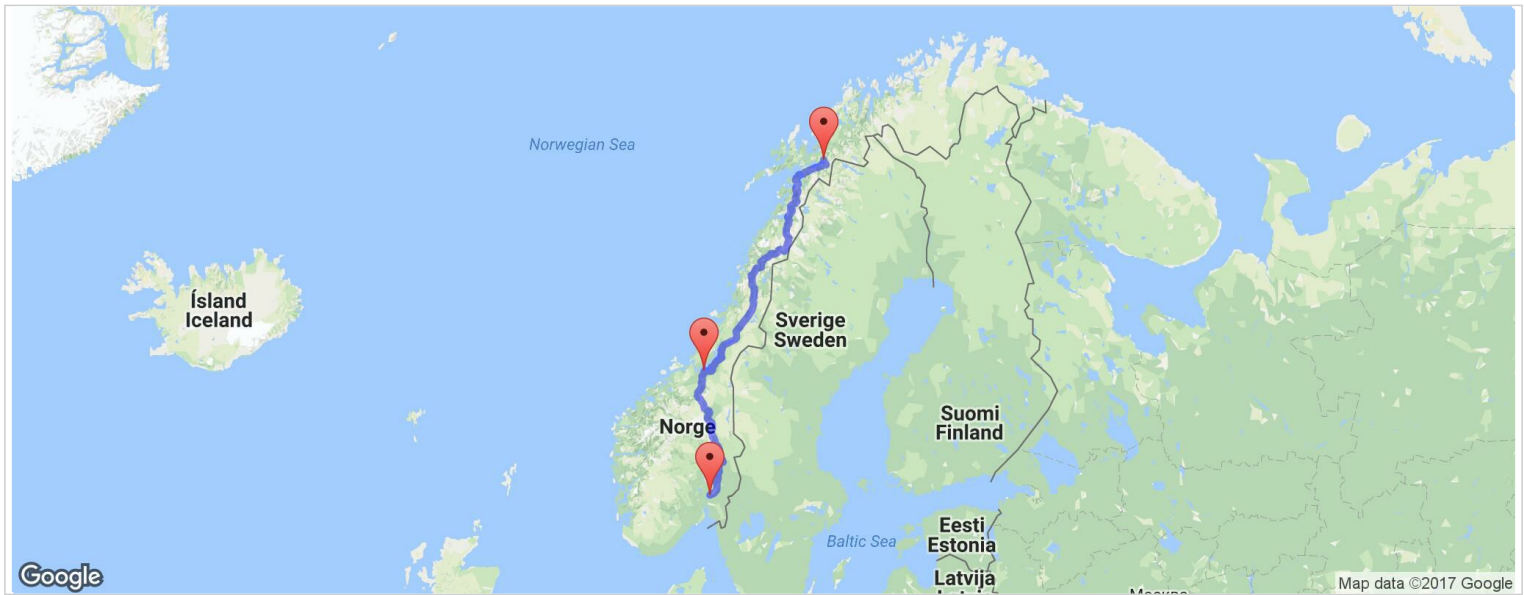 Norwegian Sea
Ísland
Iceland
Sverige
Sweden
Norge
Suomi
Finland
Baltic Sea
Eesti
Estonia
Latvija
Google
Map data ©2017 Google